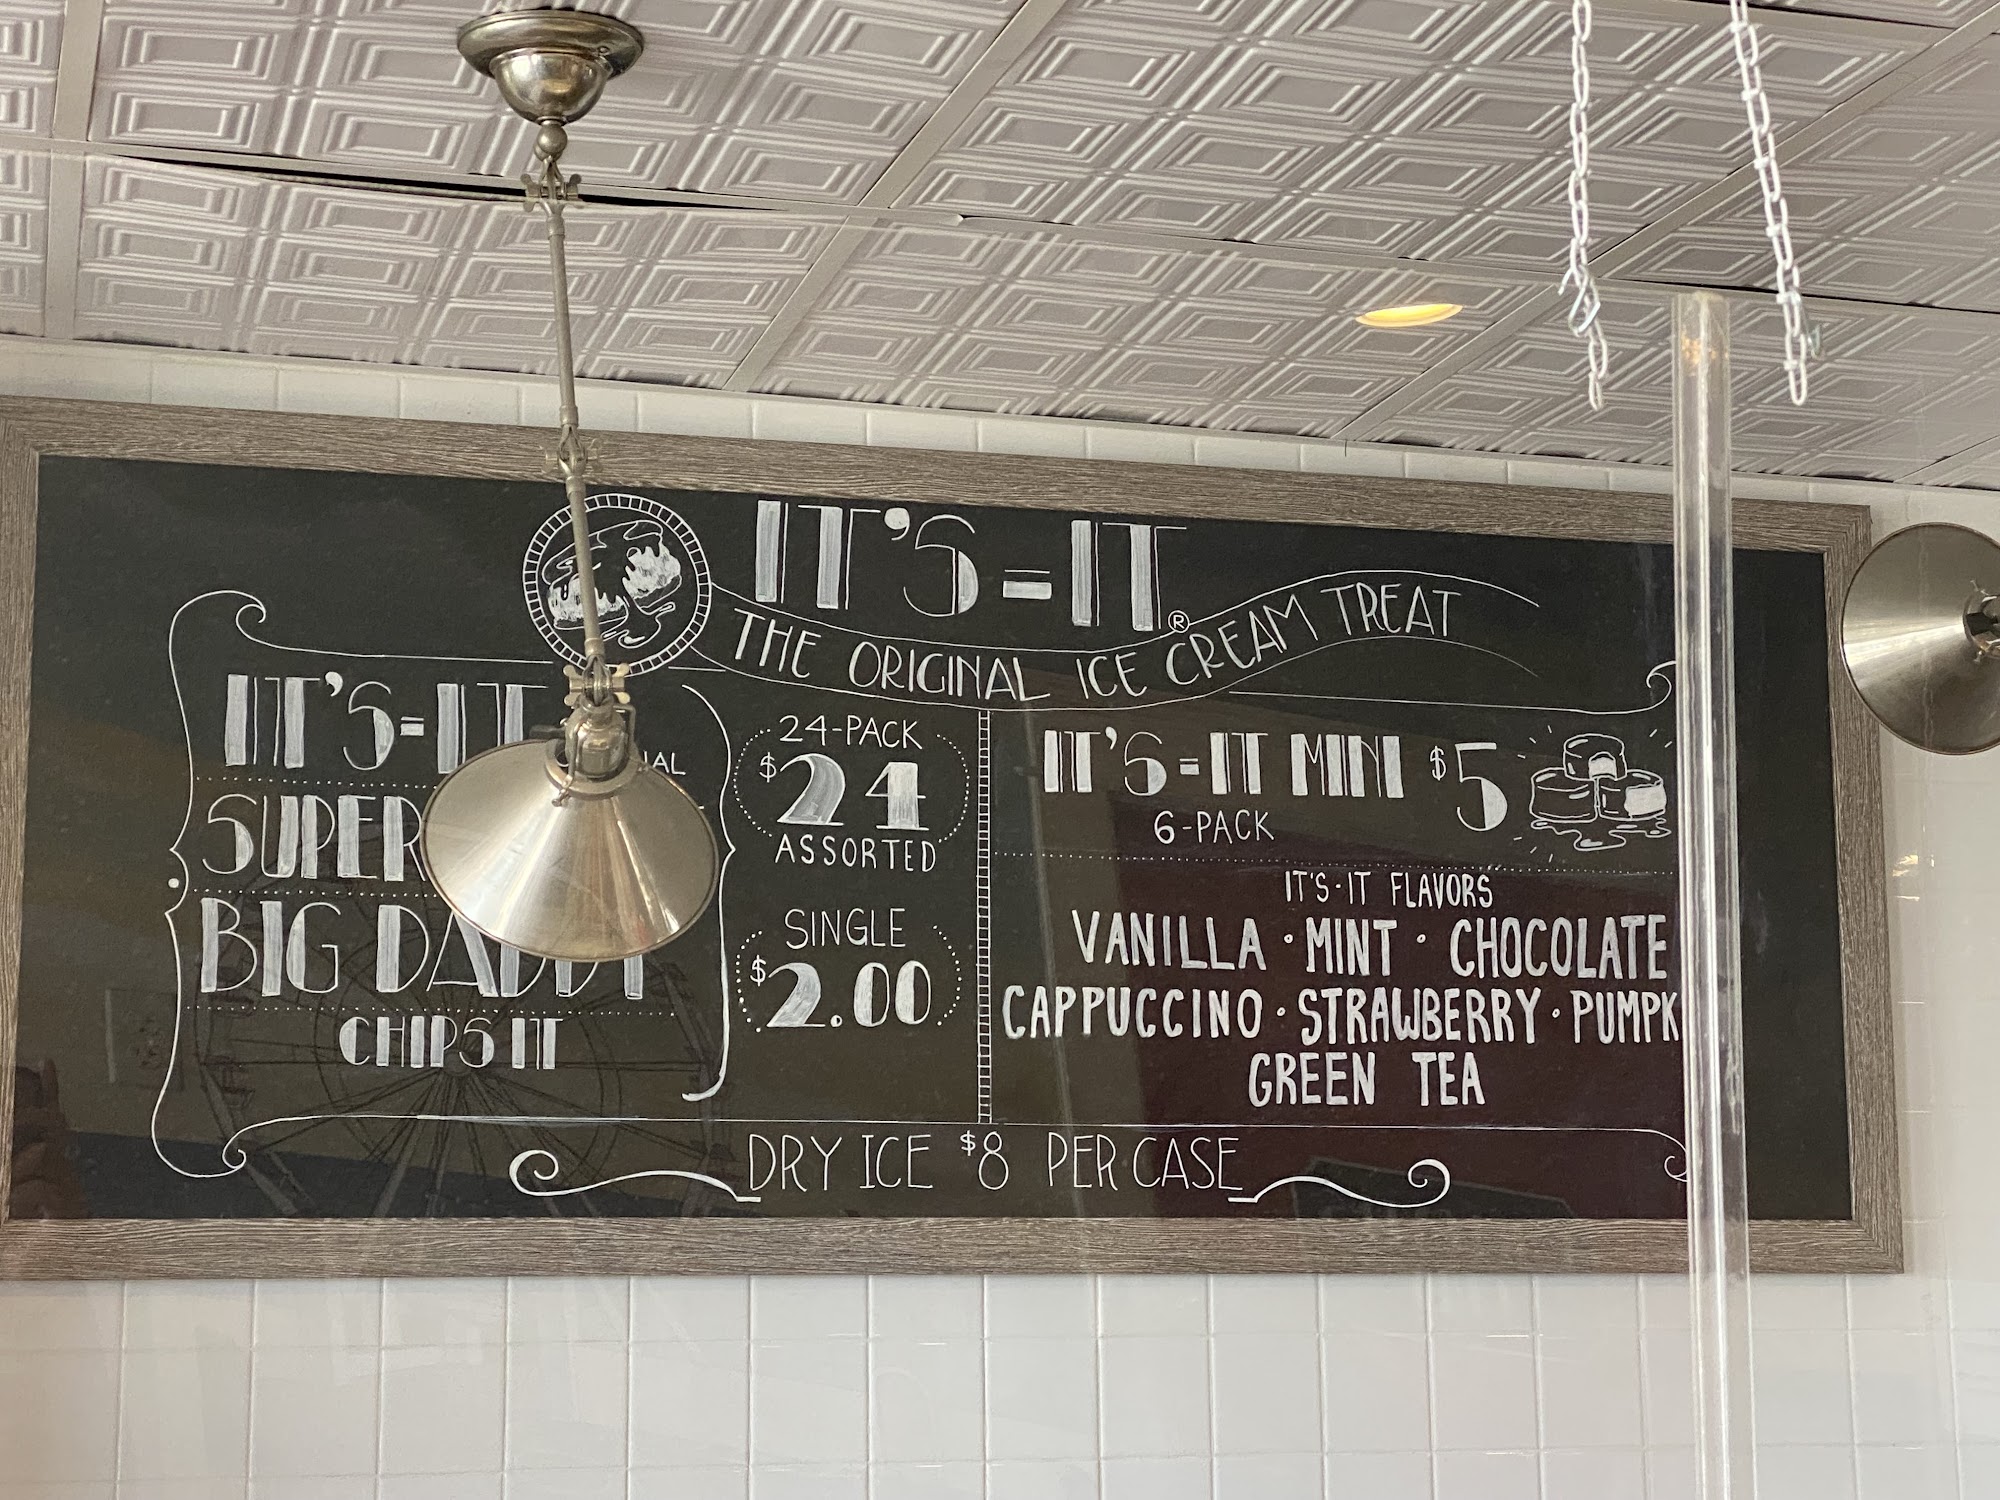 IT'S-IT®
THE ORIGINAL ICE CREAM TREAT
IT'S-IT
SUPER
BIG DADDY
CHIPS IT
24-PACK
$24
ASSORTED
SINGLE
$2.00
IT'S-IT MINI $5
6-PACK
IT'S-IT FLAVORS
VANILLA • MINT • CHOCOLATE
CAPPUCCINO • STRAWBERRY • PUMPK
GREEN TEA
DRY ICE $8 PER CASE